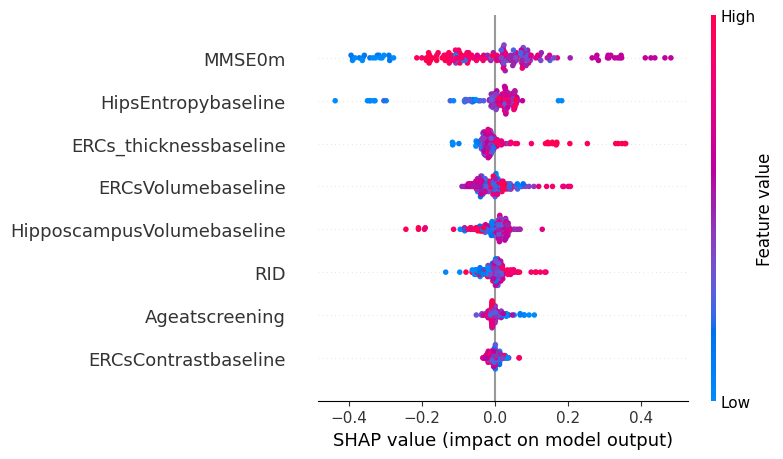 High
MMSE0m
HipsEntropybaseline
ERCs_thicknessbaseline
ERCsVolumebaseline
HipposcampusVolumebaseline
RID
Ageatscreening
ERCsContrastbaseline
Feature value
Low
−0.4 −0.2 0.0 0.2 0.4
SHAP value (impact on model output)